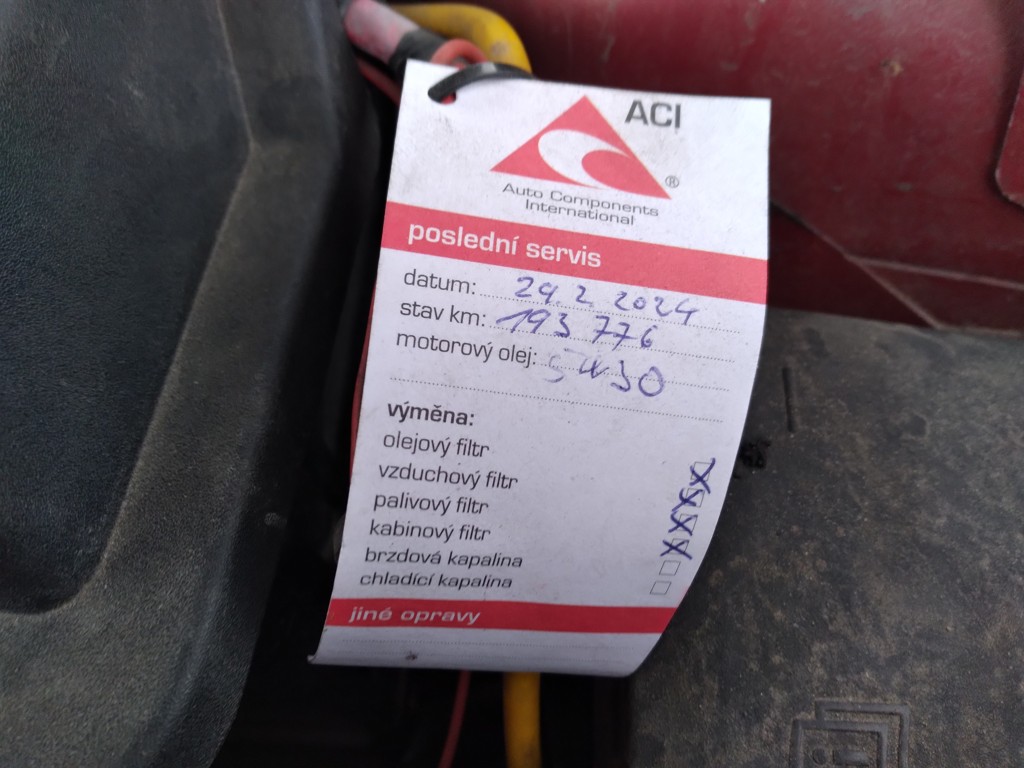 ACI
®
Auto Components
International
poslední servis
datum: 29. 2. 2024
stav km: 193 776
motorový olej: 5W30
výměna:
olejový filtr
vzduchový filtr
palivový filtr
kabinový filtr
brzdová kapalina
chladící kapalina
jiné opravy